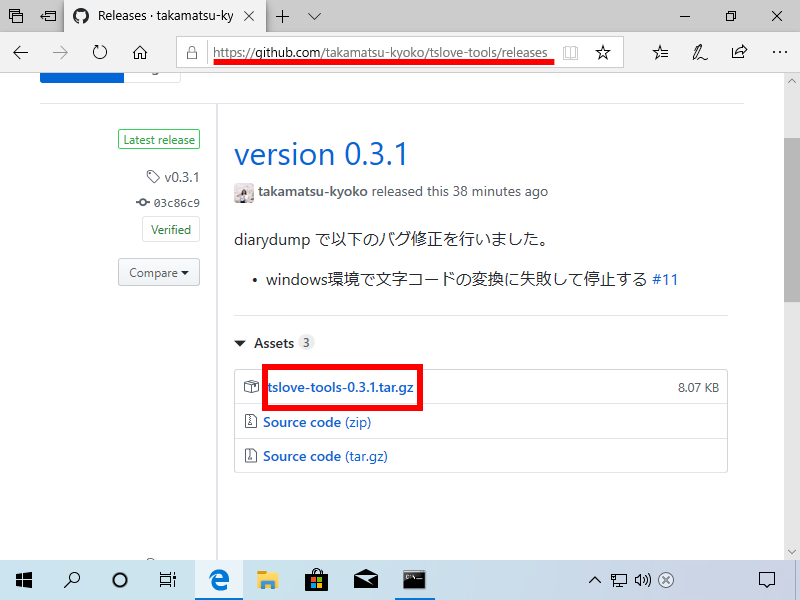 Releases · takamatsu-ky
https://github.com/takamatsu-kyoko/tslove-tools/releases
Latest release
version 0.3.1
v0.3.1
takamatsu-kyoko released this 38 minutes ago
03c86c9
Verified
diarydump で以下のバグ修正を行いました。
Compare
• windows環境で文字コードの変換に失敗して停止する #11
Assets 3
tslove-tools-0.3.1.tar.gz 8.07 KB
Source code (zip)
Source code (tar.gz)